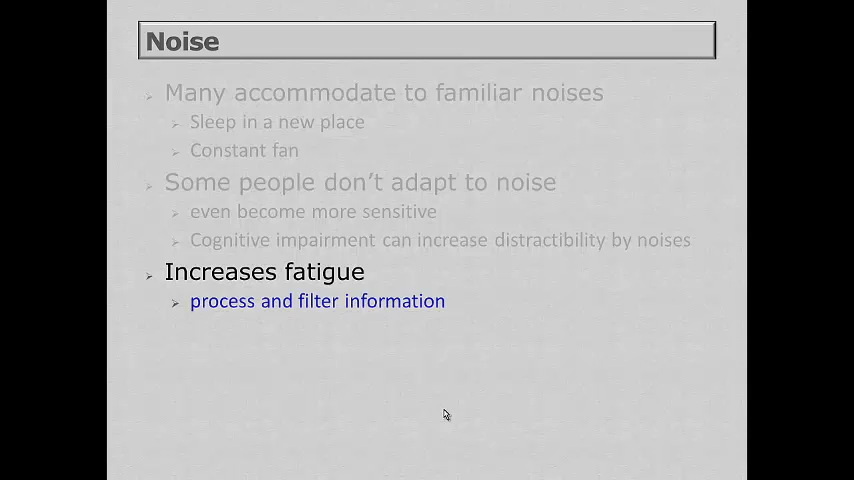 Noise
Many accommodate to familiar noises
Sleep in a new place
Constant fan
Some people don't adapt to noise
even become more sensitive
Cognitive impairment can increase distractibility by noises
Increases fatigue
process and filter information